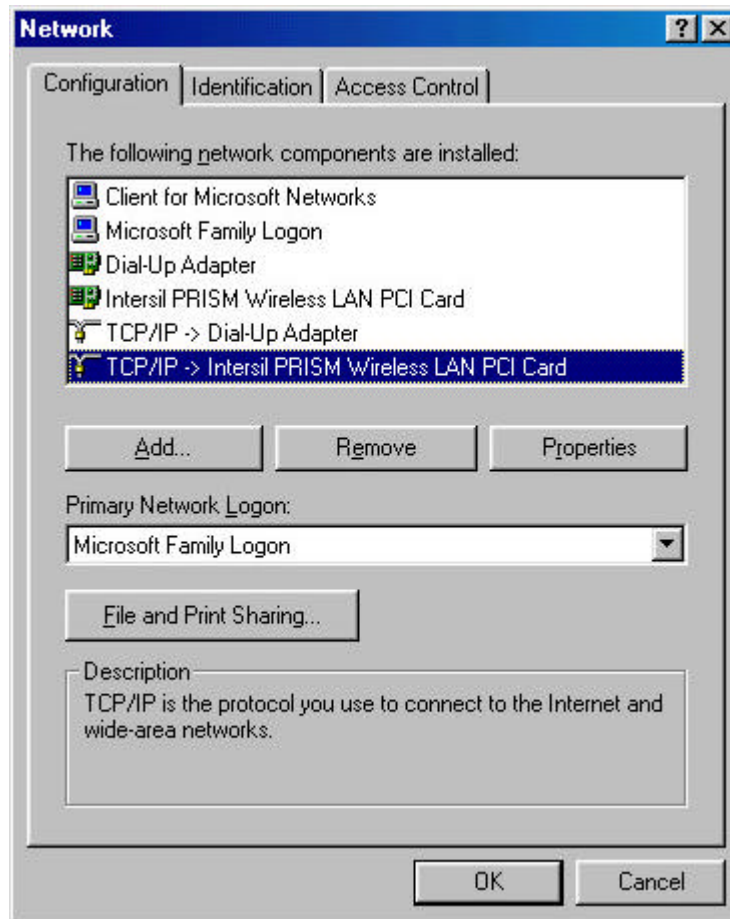 Network
Configuration
Identification
Access Control
The following network components are installed:
Client for Microsoft Networks
Microsoft Family Logon
Dial-Up Adapter
Intersil PRISM Wireless LAN PCI Card
TCP/IP -> Dial-Up Adapter
TCP/IP -> Intersil PRISM Wireless LAN PCI Card
Add...
Remove
Properties
Primary Network Logon:
Microsoft Family Logon
File and Print Sharing...
Description
TCP/IP is the protocol you use to connect to the Internet and
wide-area networks.
OK
Cancel